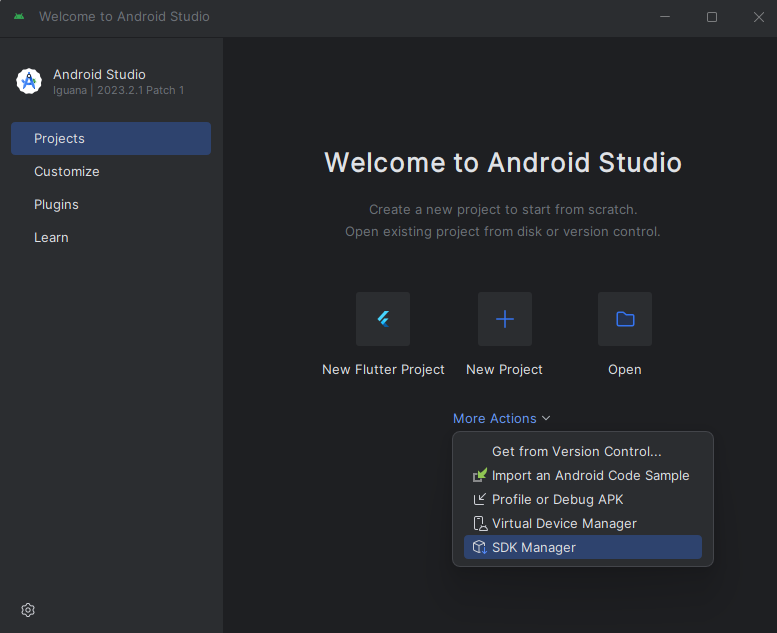 Welcome to Android Studio
Android Studio
Iguana | 2023.2.1 Patch 1
Projects
Customize
Plugins
Learn
Welcome to Android Studio
Create a new project to start from scratch.
Open existing project from disk or version control.
New Flutter Project
New Project
Open
More Actions
Get from Version Control...
Import an Android Code Sample
Profile or Debug APK
Virtual Device Manager
SDK Manager